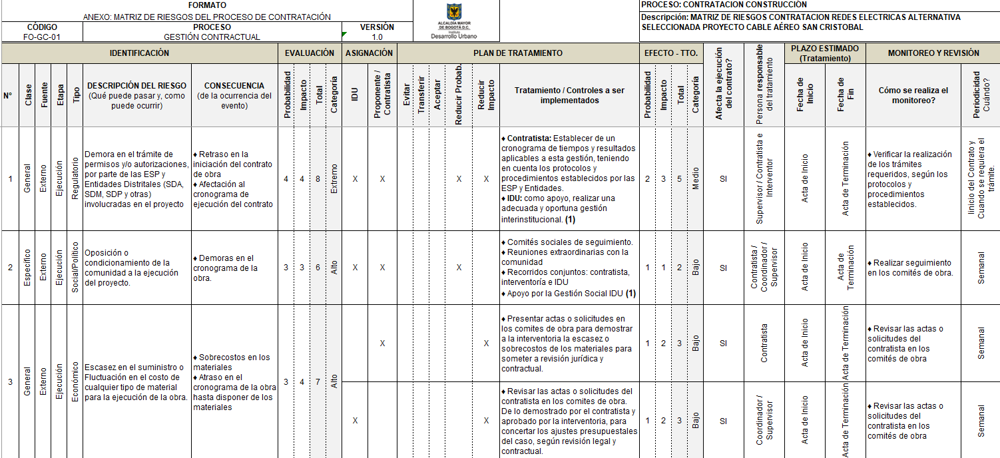 FORMATO
ANEXO: MATRIZ DE RIESGOS DEL PROCESO DE CONTRATACIÓN
CÓDIGO
FO-GC-01
PROCESO
GESTIÓN CONTRACTUAL
VERSIÓN
1.0
ALCALDÍA MAYOR
DE BOGOTÁ D.C.
Instituto
Desarrollo Urbano
PROCESO: CONTRATACION CONSTRUCCIÓN
Descripción: MATRIZ DE RIESGOS CONTRATACION REDES ELECTRICAS ALTERNATIVA
SELECCIONADA PROYECTO CABLE AÉREO SAN CRISTOBAL
IDENTIFICACIÓN
EVALUACIÓN
ASIGNACIÓN
PLAN DE TRATAMIENTO
EFECTO - TTO.
Afecta la ejecución
del contrato?
Persona responsable
del tratamiento
PLAZO ESTIMADO
(Tratamiento)
MONITOREO Y REVISIÓN
N°
Clase
Fuente
Etapa
Tipo
DESCRIPCIÓN DEL RIESGO
(Qué puede pasar y, como
puede ocurrir)
CONSECUENCIA
(de la ocurrencia del
evento)
Probabilidad
Impacto
Total
Categoría
IDU
Proponente /
Contratista
Evitar
Transferir
Aceptar
Reducir Probab.
Reducir
Impacto
Tratamiento / Controles a ser
implementados
Probabilidad
Impacto
Total
Categoría
Fecha de
Inicio
Fecha de
Fin
Cómo se realiza el
monitoreo?
Periodicidad
Cuándo?
1
General
Externo
Ejecución
Regulatorio
Demora en el trámite de
permisos y/o autorizaciones,
por parte de las ESP y
Entidades Distritales (SDA,
SDM, SDP y otras)
involucradas en el proyecto
♦ Retraso en la
iniciación del contrato
de obra
♦ Afectación al
cronograma de
ejecución del contrato
4
4
8
Extremo
X
X
X
X
♦ Contratista: Establecer de un
cronograma de tiempos y resultados
aplicables a esta gestión, teniendo
en cuenta los protocolos y
procedimientos establecidos por las
ESP y Entidades.
♦ IDU: como apoyo, realizar una
adecuada y oportuna gestión
interinstitucional. (1)
2
3
5
Medio
SI
Supervisor / Contratista e
Interventor
Acta de Inicio
Acta de Terminación
♦ Verificar la realización
de los trámites
requeridos, según los
protocolos y
procedimientos
establecidos.
Iinicio del Contrato y
Cuando se requiera el
trámite.
2
Específico
Externo
Ejecución
Social/Político
Oposición o
condicionamiento de la
comunidad a la ejecución
del proyecto.
♦ Demoras en el
cronograma de la
obra.
3
3
6
Alto
X
X
X
♦ Comités sociales de seguimiento.
♦ Reuniones extraordinarias con la
comunidad
♦ Recorridos conjuntos: contratista,
interventoría e IDU
♦ Apoyo por la Gestión Social IDU (1)
1
1
2
Bajo
SI
Contratista /
Coordinador /
Supervisor
Acta de Inicio
Acta de
Terminación
♦ Realizar seguimiento
en los comités de obra.
Semanal
3
General
Externo
Ejecución
Económico
Escasez en el suministro o
Fluctuación en el costo de
cualquier tipo de material
para la ejecución de la obra.
♦ Sobrecostos en los
materiales
♦ Atraso en el
cronograma de la obra
hasta disponer de los
materiales
3
4
7
Alto
X
X
♦ Presentar actas o solicitudes en
los comites de obra para demostrar
a la interventoria la escasez o
sobrecostos de los materiales para
someter a revisión jurídica y
contractual.
1
2
3
Bajo
SI
Contratista
Acta de Inicio
Acta de Terminación
♦ Revisar las actas o
solicitudes del
contratista en los
comités de obra
Semanal
X
X
♦ Revisar las actas o solicitudes del
contratista en los comites de obra.
De lo demostrado por el contratista y
aprobado por la interventoria, para
concertar los ajustes presupuestales
del caso, según revisión legal y
contractual.
1
2
3
Bajo
SI
Coordinador /
Supervisor
Acta de Inicio
Acta de Terminación
♦ Revisar las actas o
solicitudes del
contratista en los
comités de obra
Semanal